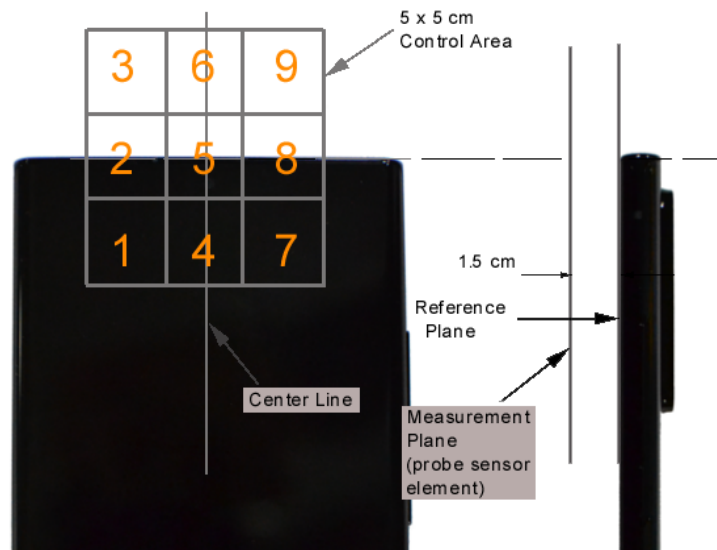 5 x 5 cm
Control Area
3 6 9
2 5 8
1 4 7
1.5 cm
Reference
Plane
Center Line
Measurement
Plane
(probe sensor
element)